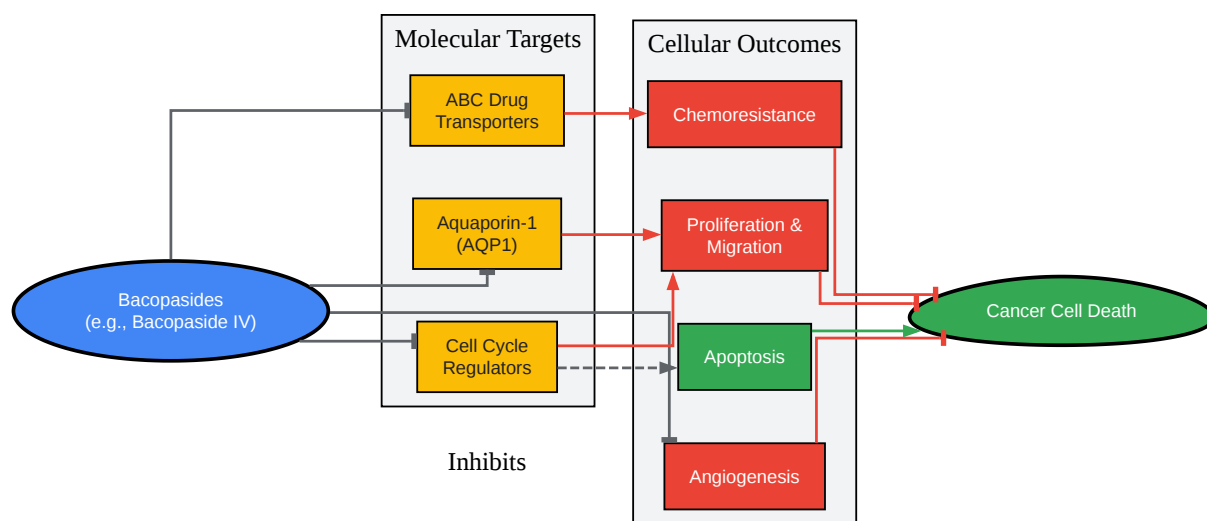 Molecular Targets
Cellular Outcomes
ABC Drug
Transporters
Chemoresistance
Aquaporin-1
(AQP1)
Proliferation &
Migration
Bacopasides
(e.g., Bacopaside IV)
Cancer Cell Death
Cell Cycle
Regulators
Apoptosis
Inhibits
Angiogenesis